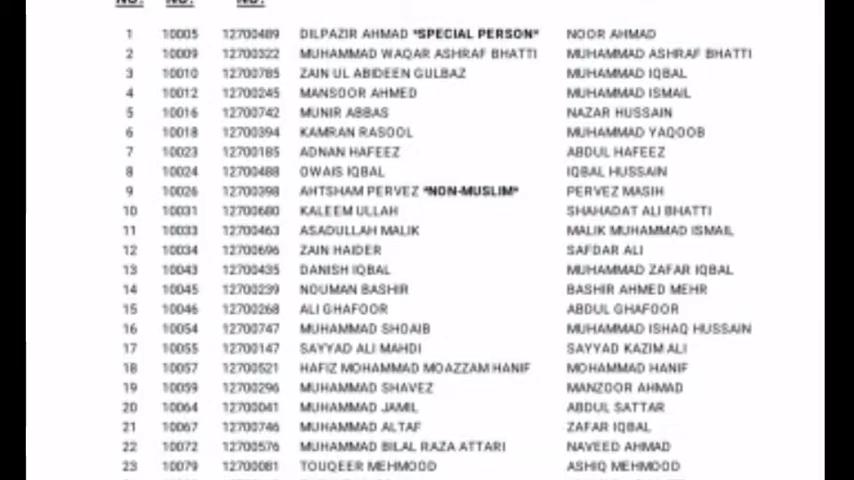 NO. NO. NO.
1 10005 12700489 DILPAZIR AHMAD *SPECIAL PERSON* NOOR AHMAD
2 10009 12700322 MUHAMMAD WAQAR ASHRAF BHATTI MUHAMMAD ASHRAF BHATTI
3 10010 12700785 ZAIN UL ABIDEEN GULBAZ MUHAMMAD IQBAL
4 10012 12700245 MANSOOR AHMED MUHAMMAD ISMAIL
5 10016 12700742 MUNIR ABBAS NAZAR HUSSAIN
6 10018 12700394 KAMRAN RASOOL MUHAMMAD YAQOOB
7 10023 12700185 ADNAN HAFEEZ ABDUL HAFEEZ
8 10024 12700488 OWAIS IQBAL IQBAL HUSSAIN
9 10026 12700398 AHTSHAM PERVEZ *NON-MUSLIM* PERVEZ MASIH
10 10031 12700680 KALEEM ULLAH SHAHADAT ALI BHATTI
11 10033 12700463 ASADULLAH MALIK MALIK MUHAMMAD ISMAIL
12 10034 12700696 ZAIN HAIDER SAFDAR ALI
13 10043 12700435 DANISH IQBAL MUHAMMAD ZAFAR IQBAL
14 10045 12700239 NOUMAN BASHIR BASHIR AHMED MEHR
15 10046 12700268 ALI GHAFOOR ABDUL GHAFOOR
16 10054 12700747 MUHAMMAD SHOAIB MUHAMMAD ISHAQ HUSSAIN
17 10055 12700147 SAYYAD ALI MAHDI SAYYAD KAZIM ALI
18 10057 12700521 HAFIZ MOHAMMAD MOAZZAM HANIF MOHAMMAD HANIF
19 10059 12700296 MUHAMMAD SHAVEZ MANZOOR AHMAD
20 10064 12700041 MUHAMMAD JAMIL ABDUL SATTAR
21 10067 12700746 MUHAMMAD ALTAF ZAFAR IQBAL
22 10072 12700576 MUHAMMAD BILAL RAZA ATTARI NAVEED AHMAD
23 10079 12700081 TOUQEER MEHMOOD ASHIQ MEHMOOD